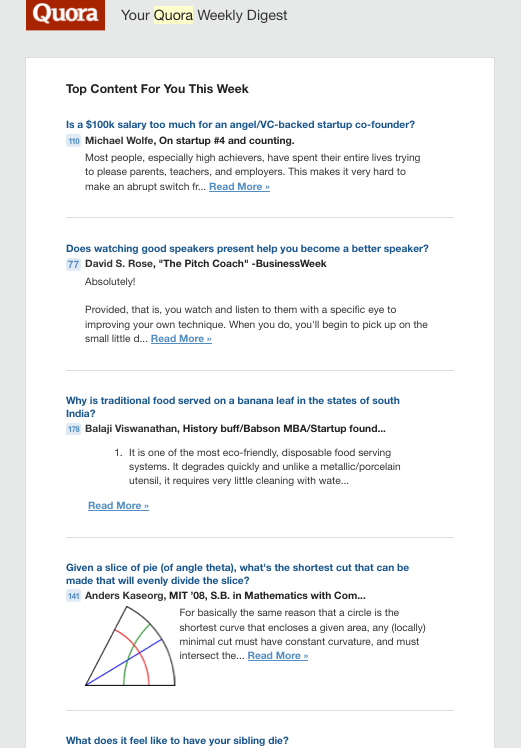 Quora Your Quora Weekly Digest
Top Content For You This Week
Is a $100k salary too much for an angel/VC-backed startup co-founder?
110 Michael Wolfe, On startup #4 and counting.
Most people, especially high achievers, have spent their entire lives trying
to please parents, teachers, and employers. This makes it very hard to
make an abrupt switch fr... Read More »
Does watching good speakers present help you become a better speaker?
77 David S. Rose, "The Pitch Coach" -BusinessWeek
Absolutely!
Provided, that is, you watch and listen to them with a specific eye to
improving your own technique. When you do, you'll begin to pick up on the
small little d... Read More »
Why is traditional food served on a banana leaf in the states of south
India?
178 Balaji Viswanathan, History buff/Babson MBA/Startup found...
1. It is one of the most eco-friendly, disposable food serving
systems. It degrades quickly and unlike a metallic/porcelain
utensil, it requires very little cleaning with wate...
Read More »
Given a slice of pie (of angle theta), what's the shortest cut that can be
made that will evenly divide the slice?
141 Anders Kaseorg, MIT '08, S.B. in Mathematics with Com...
For basically the same reason that a circle is the
shortest curve that encloses a given area, any (locally)
minimal cut must have constant curvature, and must
intersect the... Read More »
What does it feel like to have your sibling die?